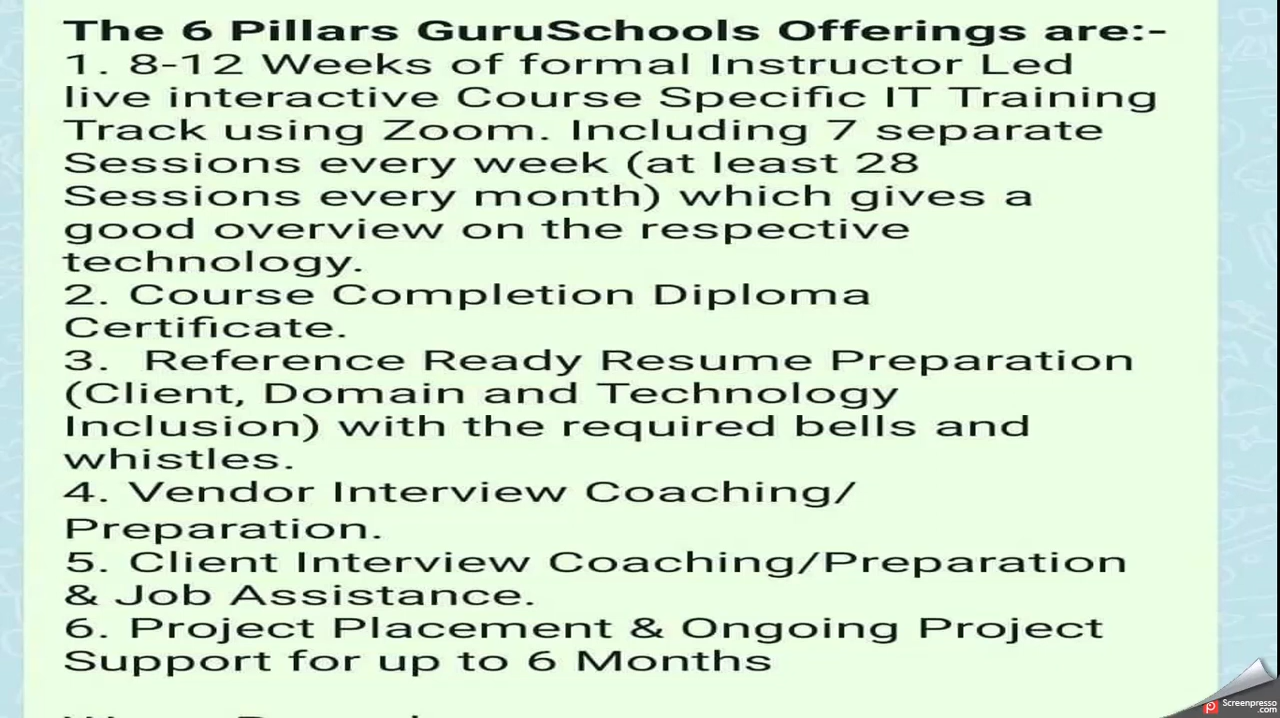 The 6 Pillars GuruSchools Offerings are:-
1. 8-12 Weeks of formal Instructor Led
live interactive Course Specific IT Training
Track using Zoom. Including 7 separate
Sessions every week (at least 28
Sessions every month) which gives a
good overview on the respective
technology.
2. Course Completion Diploma
Certificate.
3.  Reference Ready Resume Preparation
(Client, Domain and Technology
Inclusion) with the required bells and
whistles.
4. Vendor Interview Coaching/
Preparation.
5. Client Interview Coaching/Preparation
& Job Assistance.
6. Project Placement & Ongoing Project
Support for up to 6 Months
Screenpresso
.com